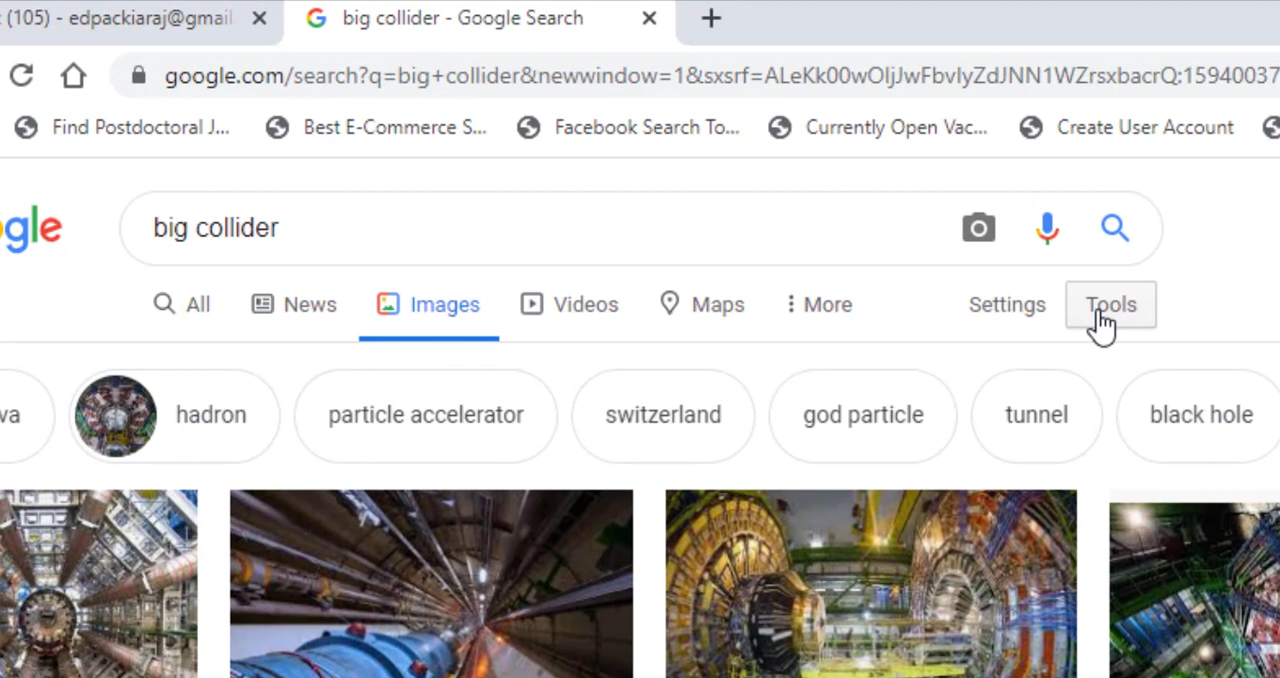 (105) - edpackiaraj@gmail. big collider - Google Search
google.com/search?q=big+collider&newwindow=1&sxsrf=ALeKk00wOljJwFbvlyZdJNN1WZrsxbacrQ:15940037
Find Postdoctoral J... Best E-Commerce S... Facebook Search To... Currently Open Vac... Create User Account
ogle big collider
All News Images Videos Maps More Settings Tools
va hadron particle accelerator switzerland god particle tunnel black hole